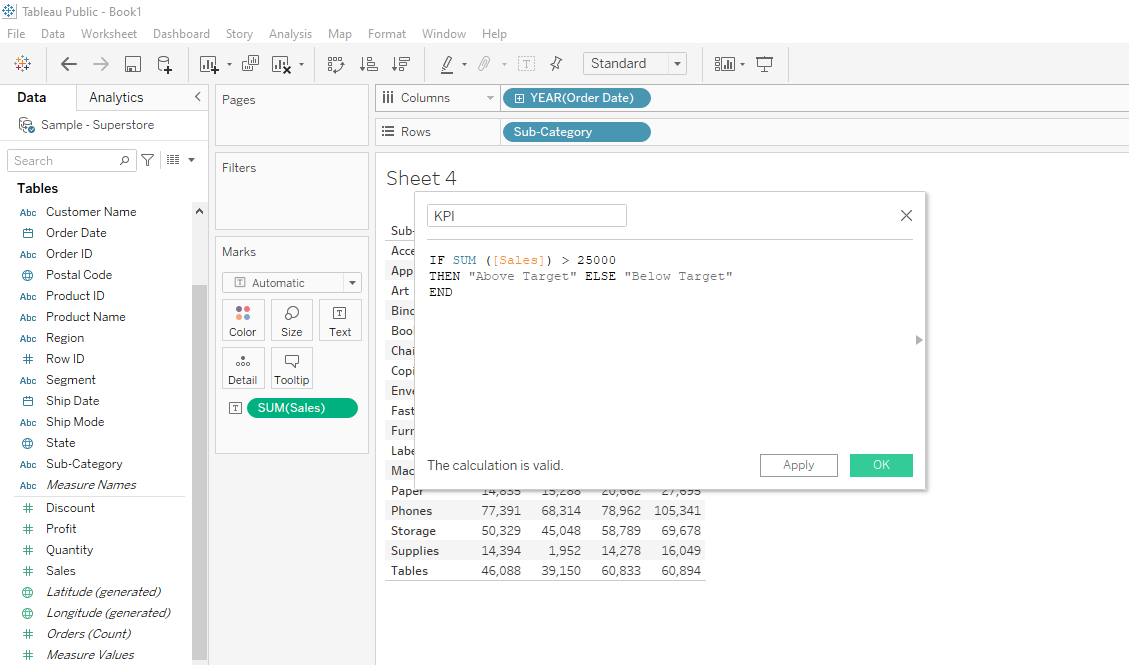 Tableau Public - Book1
File Data Worksheet Dashboard Story Analysis Map Format Window Help
Standard
Data Analytics
Sample - Superstore
Search
Tables
Customer Name
Abc
Order Date
Abc Order ID
Postal Code
Abc Product ID
Abc Product Name
Abc Region
Row ID
Abc Segment
Ship Date
Abc Ship Mode
State
Abc Sub-Category
Abc Measure Names
Discount
Profit
Quantity
Sales
Latitude (generated)
Longitude (generated)
Orders (Count)
Measure Values
Pages
Filters
Marks
Automatic
Color Size Text
Detail Tooltip
SUM(Sales)
Columns YEAR(Order Date)
Rows Sub-Category
Sheet 4
KPI
IF SUM ([Sales]) > 25000
THEN "Above Target" ELSE "Below Target"
END
The calculation is valid.
Apply OK
Sub-
Acce
App
Art
Bind
Boo
Chai
Copi
Enve
Fast
Furr
Labe
Mac
Paper 14,835 15,288 20,662 27,695
Phones 77,391 68,314 78,962 105,341
Storage 50,329 45,048 58,789 69,678
Supplies 14,394 1,952 14,278 16,049
Tables 46,088 39,150 60,833 60,894